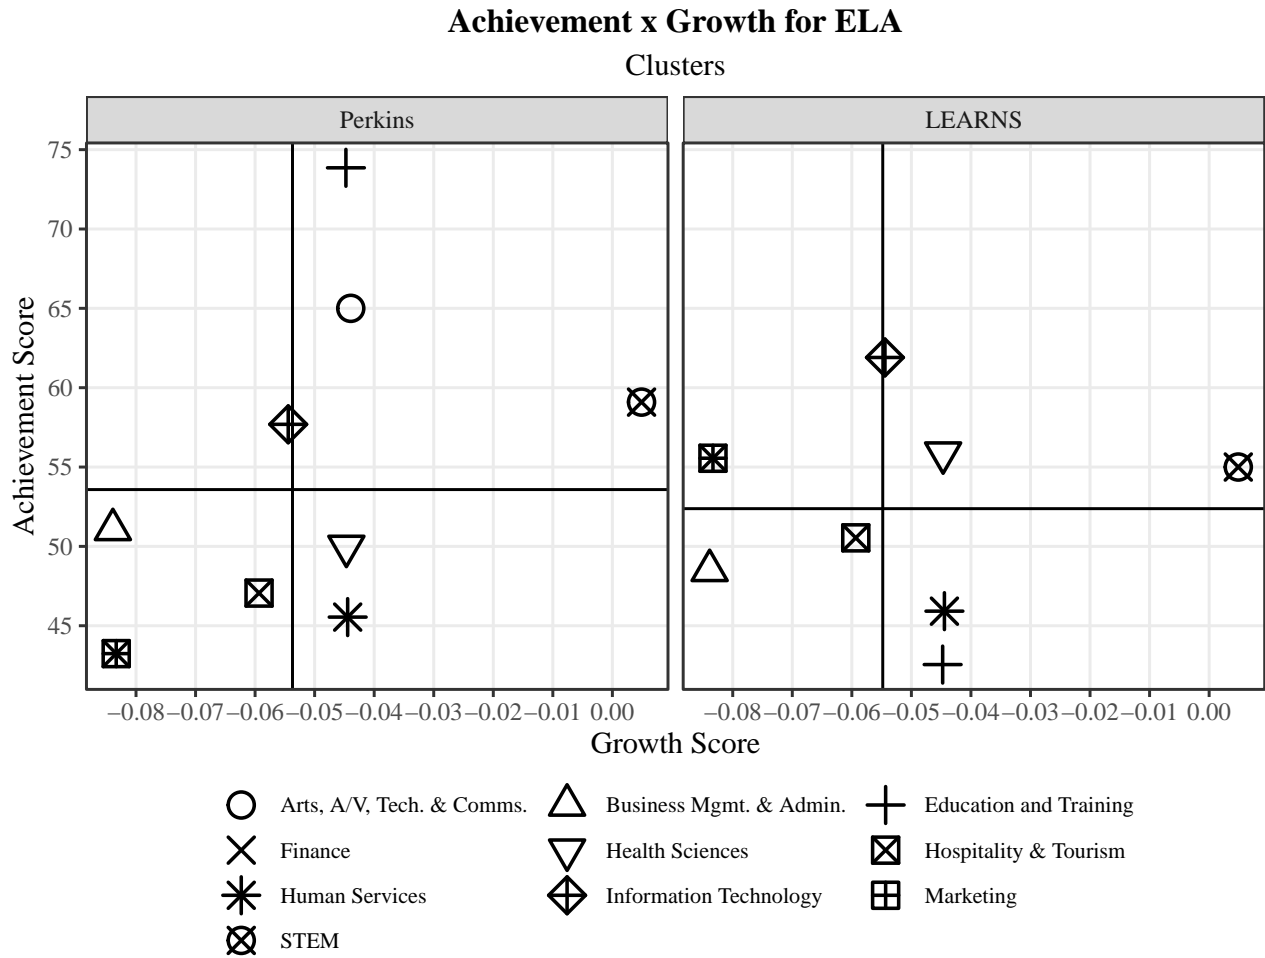 Achievement x Growth for ELA
Clusters
Perkins
LEARNS
Achievement Score
75
70
65
60
55
50
45
−0.08 −0.07 −0.06 −0.05 −0.04 −0.03 −0.02 −0.01 0.00
−0.08 −0.07 −0.06 −0.05 −0.04 −0.03 −0.02 −0.01 0.00
Growth Score
Arts, A/V, Tech. & Comms. Business Mgmt. & Admin. Education and Training
Finance Health Sciences Hospitality & Tourism
Human Services Information Technology Marketing
STEM